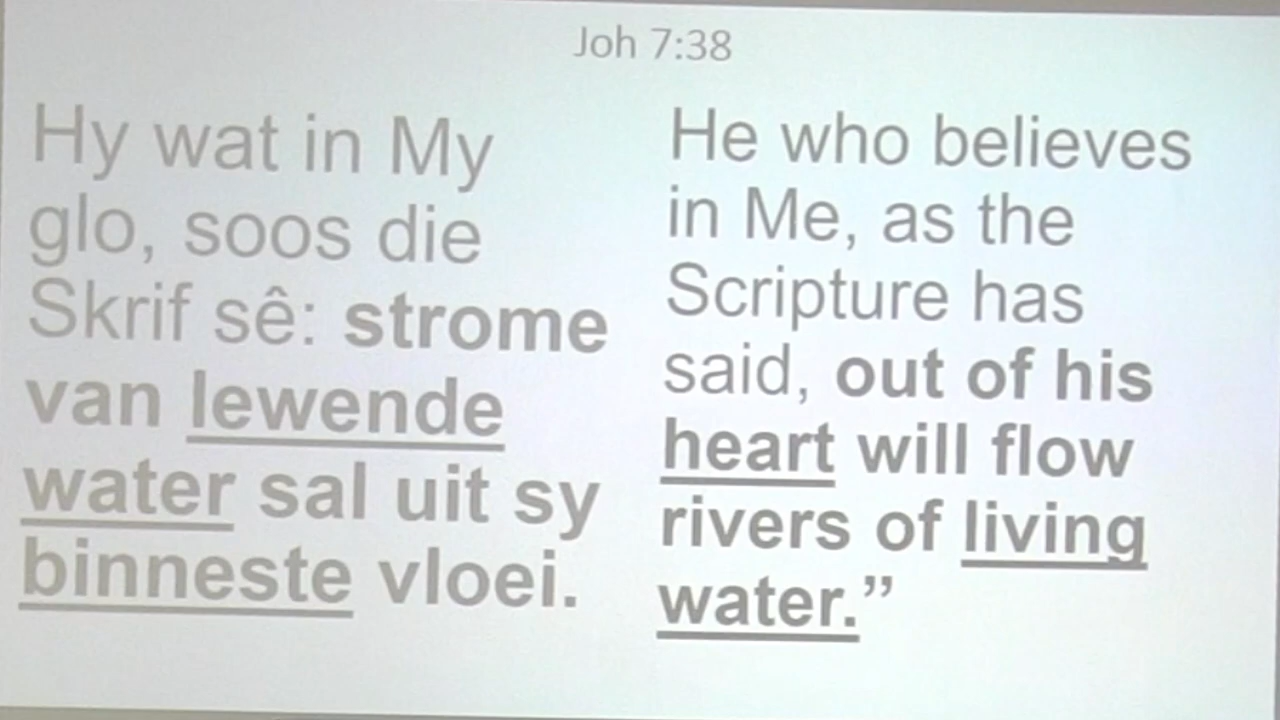 Joh 7:38
Hy wat in My
glo, soos die
Skrif sê: strome
van lewende
water sal uit sy
binneste vloei.
He who believes
in Me, as the
Scripture has
said, out of his
heart will flow
rivers of living
water.”